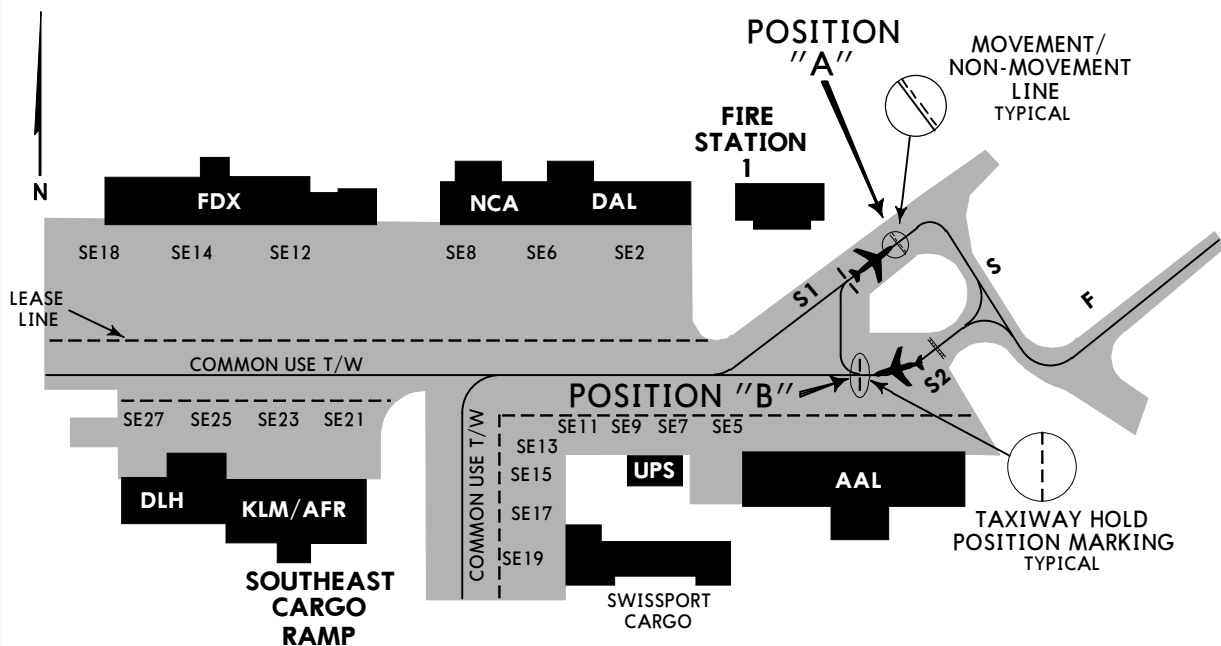 POSITION
"A"
MOVEMENT/
NON-MOVEMENT
LINE
TYPICAL
FIRE
STATION
1
N
FDX
NCA
DAL
SE18
SE14
SE12
SE8
SE6
SE2
S1
S
F
LEASE
LINE
COMMON USE T/W
S2
POSITION "B"
SE27
SE25
SE23
SE21
COMMON USE T/W
SE11
SE9
SE7
SE5
SE13
SE15
SE17
SE19
UPS
AAL
DLH
KLM/AFR
TAXIWAY HOLD
POSITION MARKING
TYPICAL
SOUTHEAST
CARGO
RAMP
SWISSPORT
CARGO